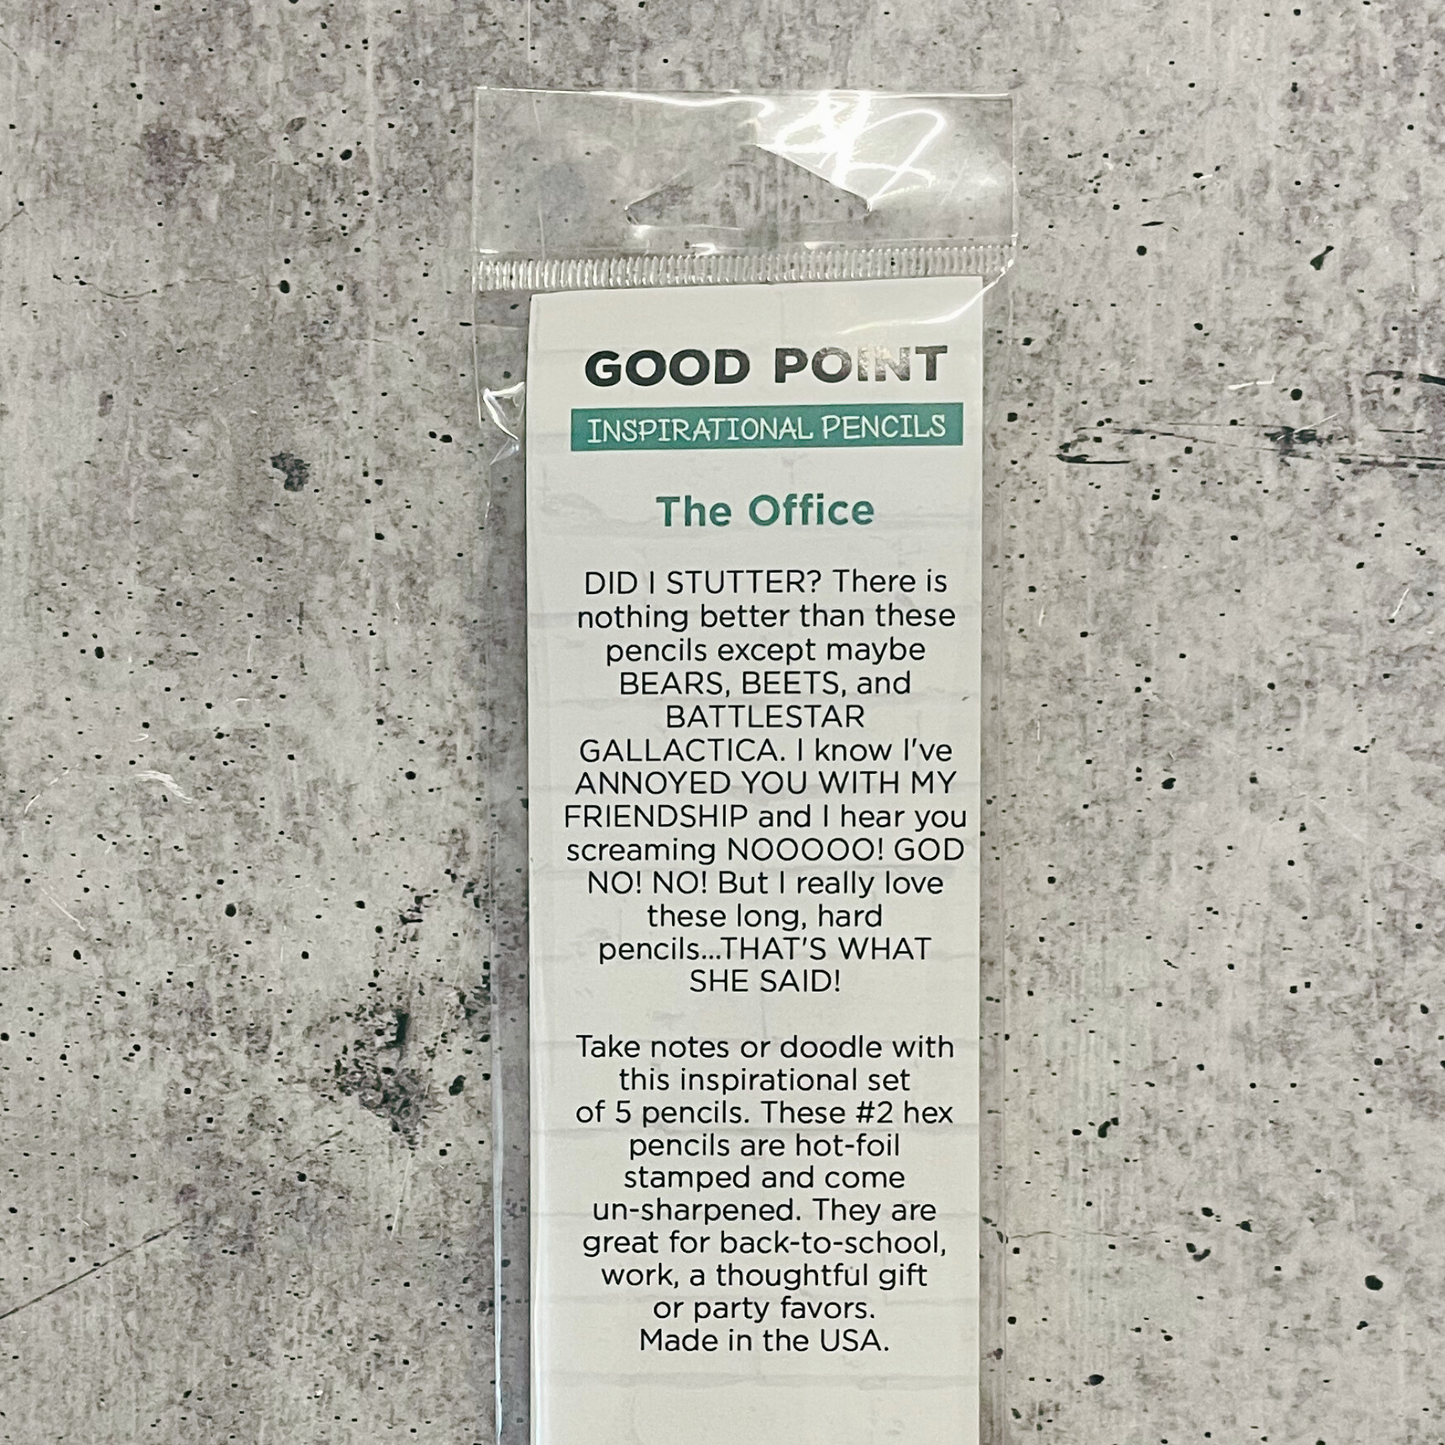 GOOD POINT
INSPIRATIONAL PENCILS
The Office
DID I STUTTER? There is
nothing better than these
pencils except maybe
BEARS, BEETS, and
BATTLESTAR
GALLACTICA. I know I've
ANNOYED YOU WITH MY
FRIENDSHIP and I hear you
screaming NOOOOO! GOD
NO! NO! But I really love
these long, hard
pencils...THAT'S WHAT
SHE SAID!
Take notes or doodle with
this inspirational set
of 5 pencils. These #2 hex
pencils are hot-foil
stamped and come
un-sharpened. They are
great for back-to-school,
work, a thoughtful gift
or party favors.
Made in the USA.